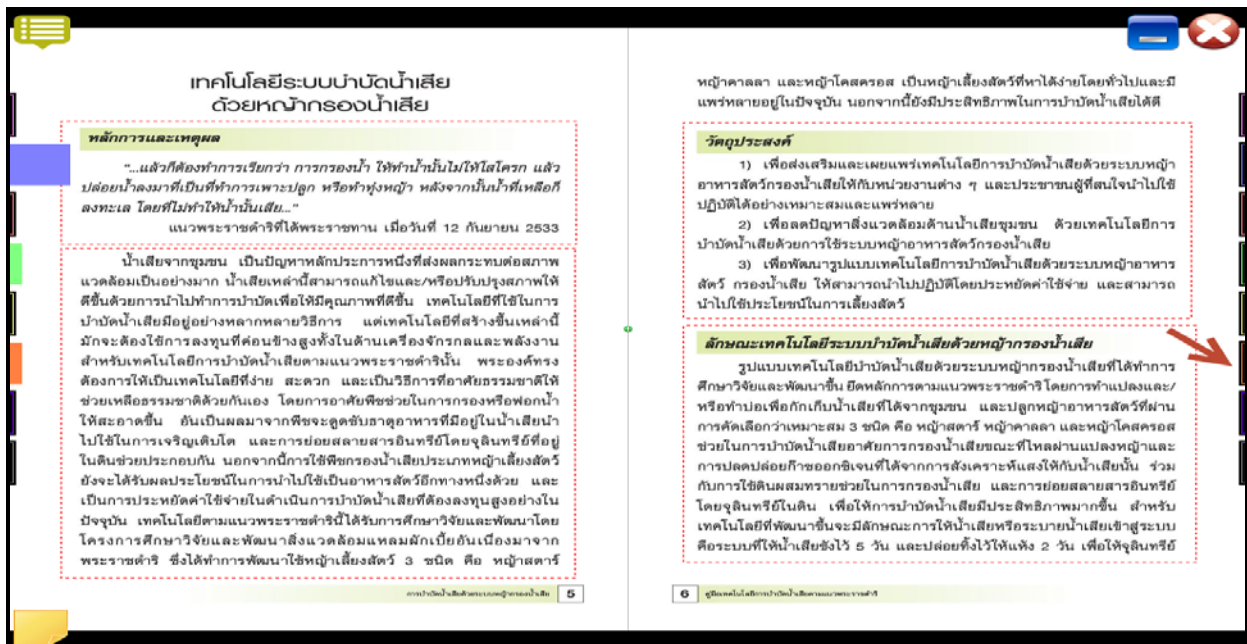 เทคโนโลยีระบบบำบัดน้ำเสีย
ด้วยหญ้ากรองน้ำเสีย
หลักการและเหตุผล
"...แล้วก็ต้องทำการเรียกว่า การกรองน้ำ ให้ทำน้ำนั้นไม่ให้โสโครก แล้ว
ปล่อยน้ำลงมาที่เป็นที่ทำการเพาะปลูก หรือทำทุ่งหญ้า หลังจากนั้นน้ำที่เหลือก็
ลงทะเล โดยที่ไม่ทำให้น้ำนั้นเสีย..."
แนวพระราชดำริที่ได้พระราชทาน เมื่อวันที่ 12 กันยายน 2533
น้ำเสียจากชุมชน เป็นปัญหาหลักประการหนึ่งที่ส่งผลกระทบต่อสภาพ
แวดล้อมเป็นอย่างมาก น้ำเสียเหล่านี้สามารถแก้ไขและ/หรือปรับปรุงสภาพให้
ดีขึ้นด้วยการนำไปทำการบำบัดเพื่อให้มีคุณภาพที่ดีขึ้น เทคโนโลยีที่ใช้ในการ
บำบัดน้ำเสียมีอยู่อย่างหลากหลายวิธีการ แต่เทคโนโลยีที่สร้างขึ้นเหล่านี้
มักจะต้องใช้การลงทุนที่ค่อนข้างสูงทั้งในด้านเครื่องจักรกลและพลังงาน
สำหรับเทคโนโลยีการบำบัดน้ำเสียตามแนวพระราชดำรินั้น พระองค์ทรง
ต้องการให้เป็นเทคโนโลยีที่ง่าย สะดวก และเป็นวิธีการที่อาศัยธรรมชาติให้
ช่วยเหลือธรรมชาติด้วยกันเอง โดยการอาศัยพืชช่วยในการกรองหรือฟอกน้ำ
ให้สะอาดขึ้น อันเป็นผลมาจากพืชจะดูดซับธาตุอาหารที่มีอยู่ในน้ำเสียนำ
ไปใช้ในการเจริญเติบโต และการย่อยสลายสารอินทรีย์โดยจุลินทรีย์ที่อยู่
ในดินช่วยประกอบกัน นอกจากนี้การใช้พืชกรองน้ำเสียประเภทหญ้าเลี้ยงสัตว์
ยังจะได้รับผลประโยชน์ในการนำไปใช้เป็นอาหารสัตว์อีกทางหนึ่งด้วย และ
เป็นการประหยัดค่าใช้จ่ายในดำเนินการบำบัดน้ำเสียที่ต้องลงทุนสูงอย่างใน
ปัจจุบัน เทคโนโลยีตามแนวพระราชดำรินี้ได้รับการศึกษาวิจัยและพัฒนาโดย
โครงการศึกษาวิจัยและพัฒนาสิ่งแวดล้อมแหลมผักเบี้ยอันเนื่องมาจาก
พระราชดำริ ซึ่งได้ทำการพัฒนาใช้หญ้าเลี้ยงสัตว์ 3 ชนิด คือ หญ้าสตาร์
การบำบัดน้ำเสียด้วยระบบหญ้ากรองน้ำเสีย 5
หญ้าคาลลา และหญ้าโคสครอส เป็นหญ้าเลี้ยงสัตว์ที่หาได้ง่ายโดยทั่วไปและมี
แพร่หลายอยู่ในปัจจุบัน นอกจากนี้ยังมีประสิทธิภาพในการบำบัดน้ำเสียได้ดี
วัตถุประสงค์
1) เพื่อส่งเสริมและเผยแพร่เทคโนโลยีการบำบัดน้ำเสียด้วยระบบหญ้า
อาหารสัตว์กรองน้ำเสียให้กับหน่วยงานต่าง ๆ และประชาชนผู้ที่สนใจนำไปใช้
ปฏิบัติได้อย่างเหมาะสมและแพร่หลาย
2) เพื่อลดปัญหาสิ่งแวดล้อมด้านน้ำเสียชุมชน ด้วยเทคโนโลยีการ
บำบัดน้ำเสียด้วยการใช้ระบบหญ้าอาหารสัตว์กรองน้ำเสีย
3) เพื่อพัฒนารูปแบบเทคโนโลยีการบำบัดน้ำเสียด้วยระบบหญ้าอาหาร
สัตว์ กรองน้ำเสีย ให้สามารถนำไปปฏิบัติโดยประหยัดค่าใช้จ่าย และสามารถ
นำไปใช้ประโยชน์ในการเลี้ยงสัตว์
ลักษณะเทคโนโลยีระบบบำบัดน้ำเสียด้วยหญ้ากรองน้ำเสีย
รูปแบบเทคโนโลยีบำบัดน้ำเสียด้วยระบบหญ้ากรองน้ำเสียที่ได้ทำการ
ศึกษาวิจัยและพัฒนาขึ้น ยึดหลักการตามแนวพระราชดำริ โดยการทำแปลงและ/
หรือทำบ่อเพื่อกักเก็บน้ำเสียที่ได้จากชุมชน และปลูกหญ้าอาหารสัตว์ที่ผ่าน
การคัดเลือกว่าเหมาะสม 3 ชนิด คือ หญ้าสตาร์ หญ้าคาลลา และหญ้าโคสครอส
ช่วยในการบำบัดน้ำเสียอาศัยการกรองน้ำเสียขณะที่ไหลผ่านแปลงหญ้าและ
การปลดปล่อยก๊าซออกซิเจนที่ได้จากการสังเคราะห์แสงให้กับน้ำเสียนั้น ร่วม
กับการใช้ดินผสมทรายช่วยในการกรองน้ำเสีย และการย่อยสลายสารอินทรีย์
โดยจุลินทรีย์ในดิน เพื่อให้การบำบัดน้ำเสียมีประสิทธิภาพมากขึ้น สำหรับ
เทคโนโลยีที่พัฒนาขึ้นจะมีลักษณะการให้น้ำเสียหรือระบายน้ำเสียเข้าสู่ระบบ
คือระบบที่ให้น้ำเสียขังไว้ 5 วัน และปล่อยทิ้งไว้ให้แห้ง 2 วัน เพื่อให้จุลินทรีย์
6 คู่มือเทคโนโลยีการบำบัดน้ำเสียตามแนวพระราชดำริ